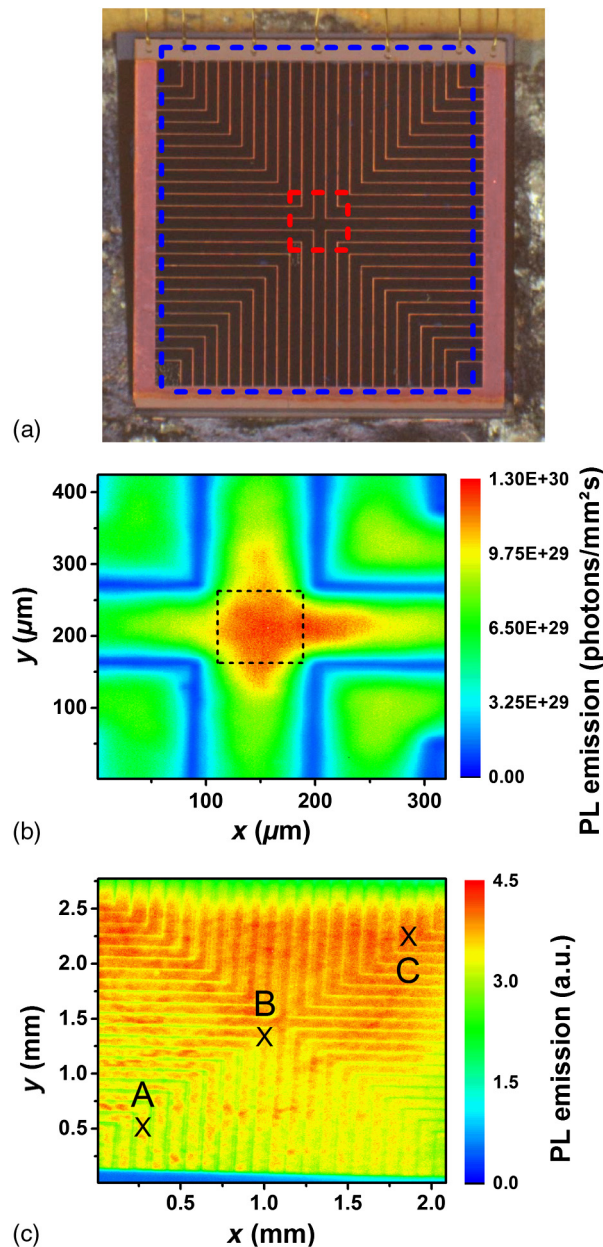 (a)
400
300
200
100
y (µm)
100 200 300
x (µm)
1.30E+30
9.75E+29
6.50E+29
3.25E+29
0.00
PL emission (photons/mm²s)
(b)
2.5
2.0
1.5
1.0
0.5
y (mm)
X
C
B
X
A
X
0.5 1.0 1.5 2.0
x (mm)
4.5
3.0
1.5
0.0
PL emission (a.u.)
(c)